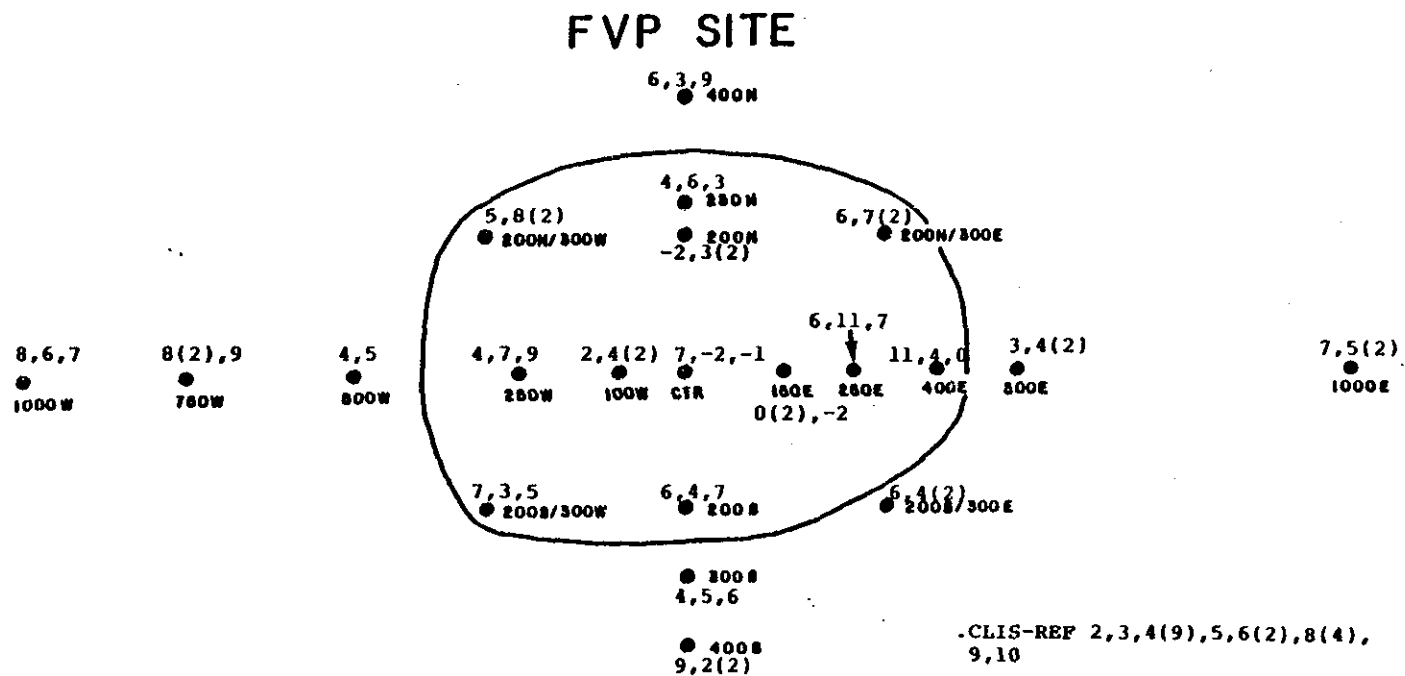 FVP SITE
6,3,9
400N
4,6,3
250N
5,8(2)
200N/300W
200N
-2,3(2)
6,7(2)
200N/300E
6,11,7
8,6,7
1000W
8(2),9
750W
4,5
500W
4,7,9
250W
2,4(2)
100W
7,-2,-1
CTR
150E
0(2),-2
250E
11,4,0
400E
3,4(2)
500E
7,5(2)
1000E
7,3,5
200S/300W
6,4,7
200S
6,4(2)
200S/300E
300S
4,5,6
400S
9,2(2)
.CLIS-REF 2,3,4(9),5,6(2),8(4),
9,10